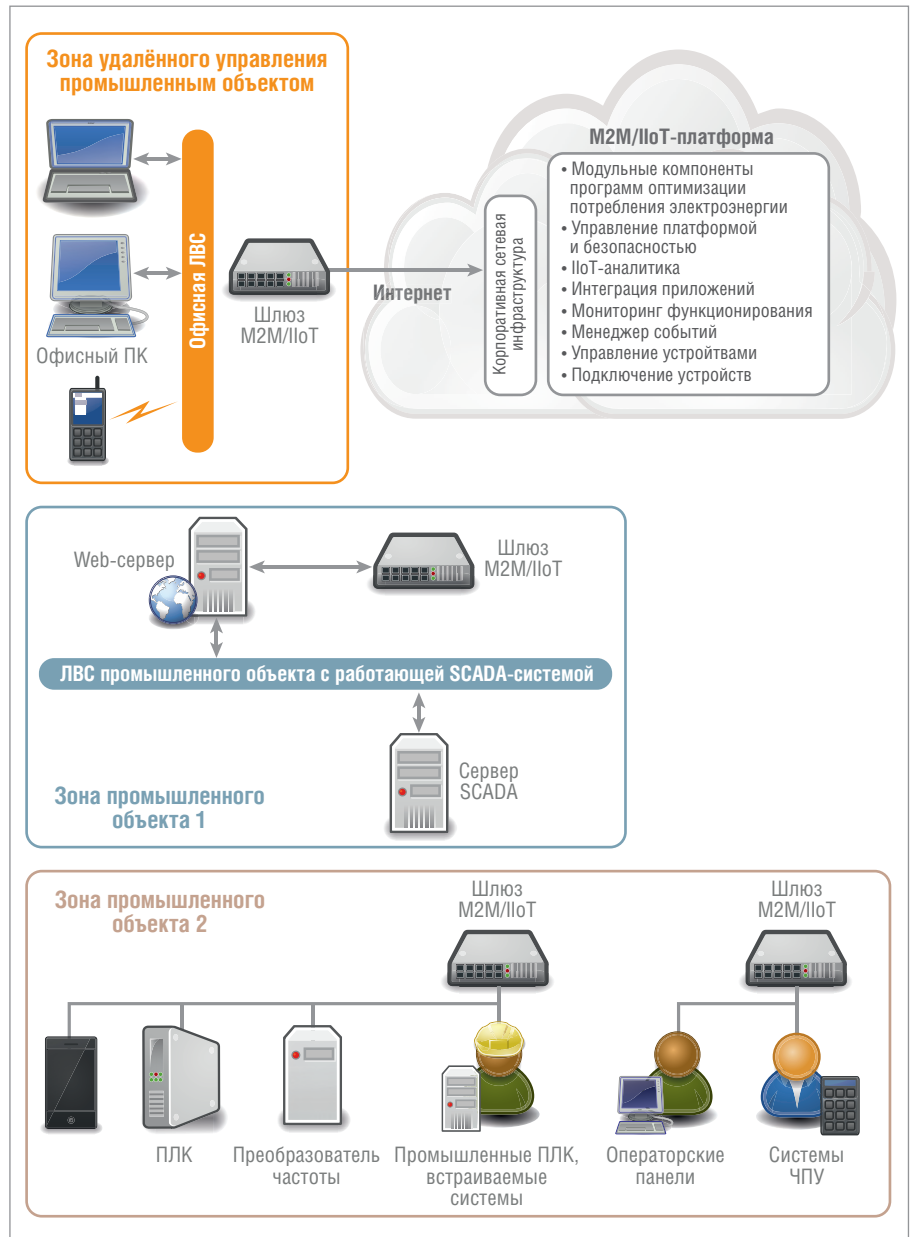 Зона удалённого управления
промышленным объектом
Офисная ЛВС
Офисный ПК
Шлюз
M2M/IIoT
Интернет
Корпоративная сетевая
инфраструктура
M2M/IIoT-платформа
• Модульные компоненты
программ оптимизации
потребления электроэнергии
• Управление платформой
и безопасностью
• IIoT-аналитика
• Интеграция приложений
• Мониторинг функционирования
• Менеджер событий
• Управление устройтвами
• Подключение устройств
Web-сервер
Шлюз
M2M/IIoT
ЛВС промышленного объекта с работающей SCADA-системой
Сервер
SCADA
Зона промышленного
объекта 1
Зона промышленного
объекта 2
Шлюз
M2M/IIoT
Шлюз
M2M/IIoT
ПЛК
Преобразователь
частоты
Промышленные ПЛК,
встраиваемые
системы
Операторские
панели
Системы
ЧПУ